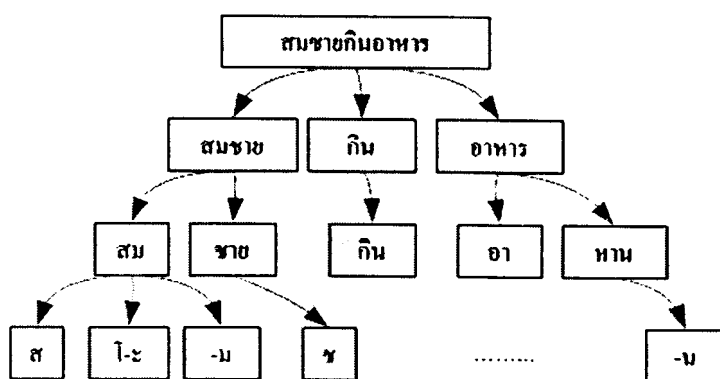 สมชายกินอาหาร
สมชาย กิน อาหาร
สม ชาย กิน อา หาน
ส โ-ะ -ม ช ......... -น